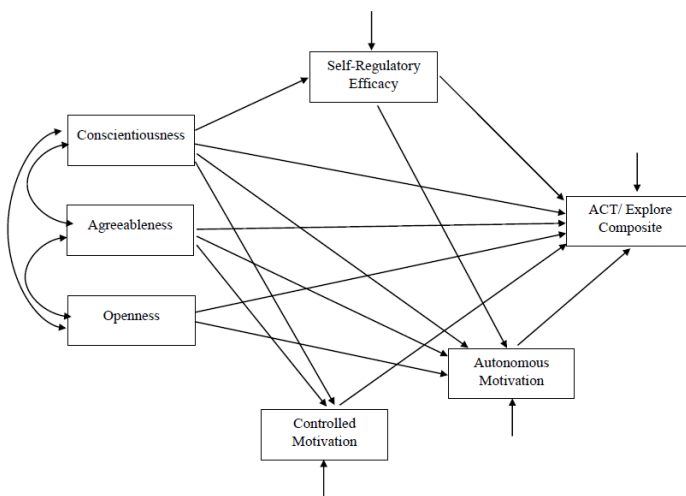 Self-Regulatory
Efficacy
Conscientiousness
Agreeableness
ACT/ Explore
Composite
Openness
Autonomous
Motivation
Controlled
Motivation